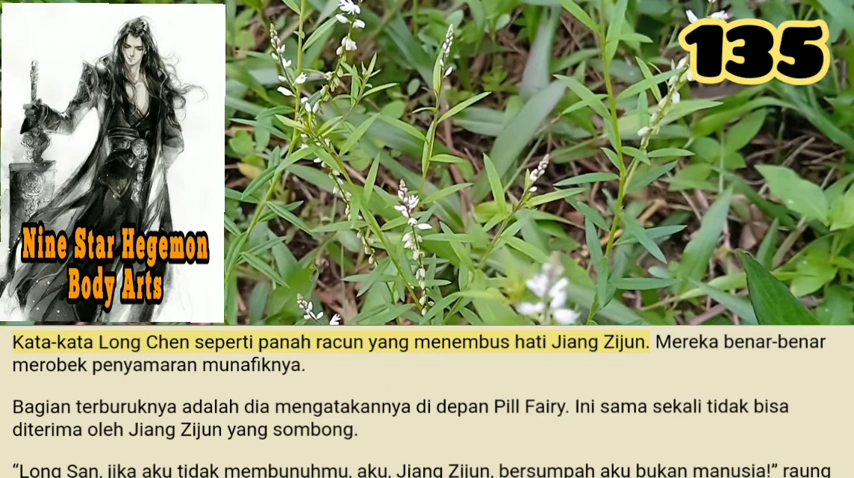 135
Nine Star Hegemon
Body Arts
Kata-kata Long Chen seperti panah racun yang menembus hati Jiang Zijun. Mereka benar-benar
merobek penyamaran munafiknya.
Bagian terburuknya adalah dia mengatakannya di depan Pill Fairy. Ini sama sekali tidak bisa
diterima oleh Jiang Zijun yang sombong.
“Long San, jika aku tidak membunuhmu, aku, Jiang Zijun, bersumpah aku bukan manusia!” raung